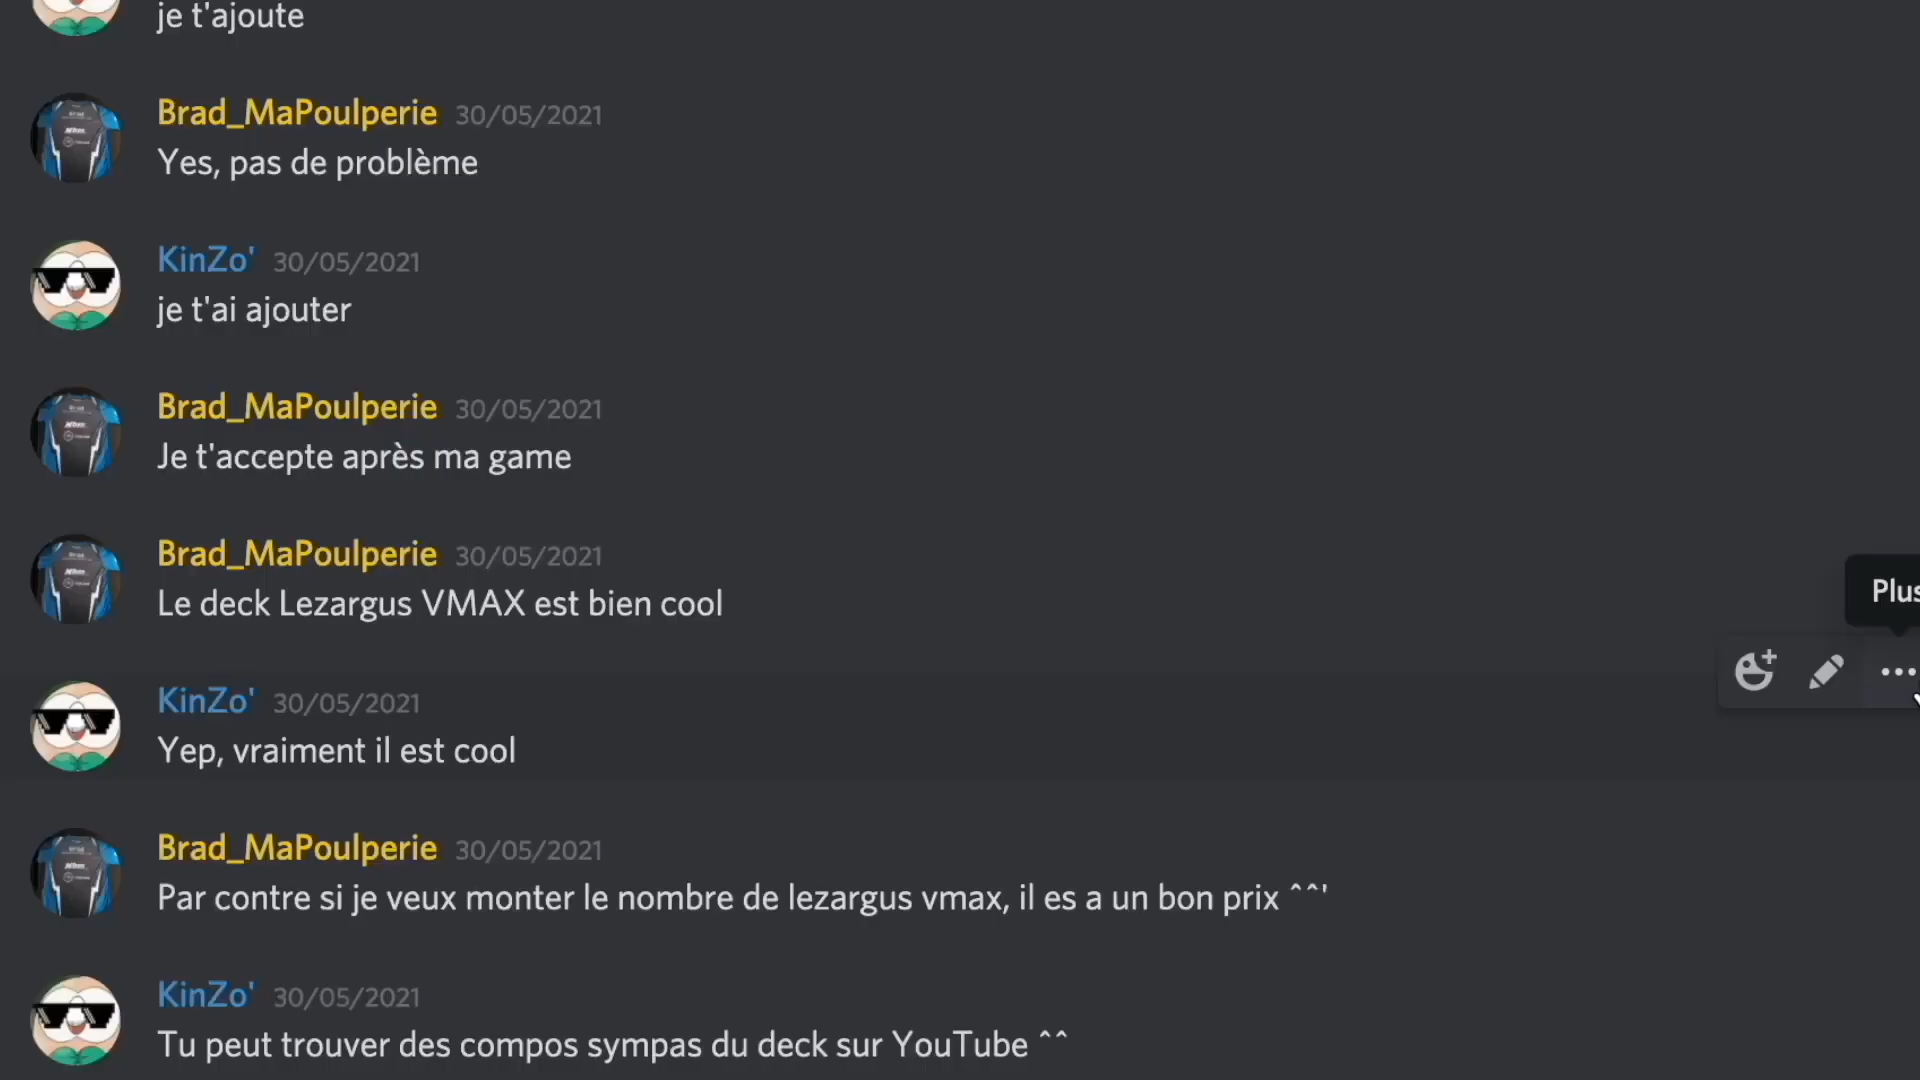 je t'ajoute
Brad_MaPoulperie 30/05/2021
Yes, pas de problème
KinZo' 30/05/2021
je t'ai ajouter
Brad_MaPoulperie 30/05/2021
Je t'accepte après ma game
Brad_MaPoulperie 30/05/2021
Le deck Lezargus VMAX est bien cool
Plus
KinZo' 30/05/2021
Yep, vraiment il est cool
Brad_MaPoulperie 30/05/2021
Par contre si je veux monter le nombre de lezargus vmax, il es a un bon prix ^^'
KinZo' 30/05/2021
Tu peut trouver des compos sympas du deck sur YouTube ^^